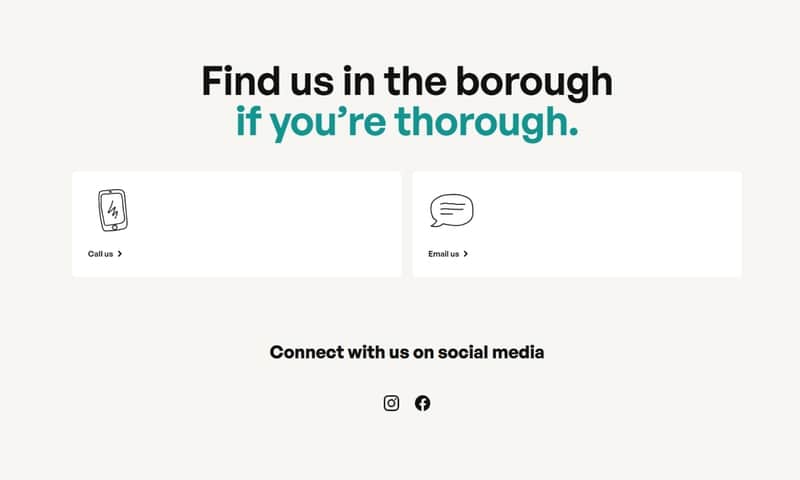 Find us in the borough
if you’re thorough.
Call us
Email us
Connect with us on social media